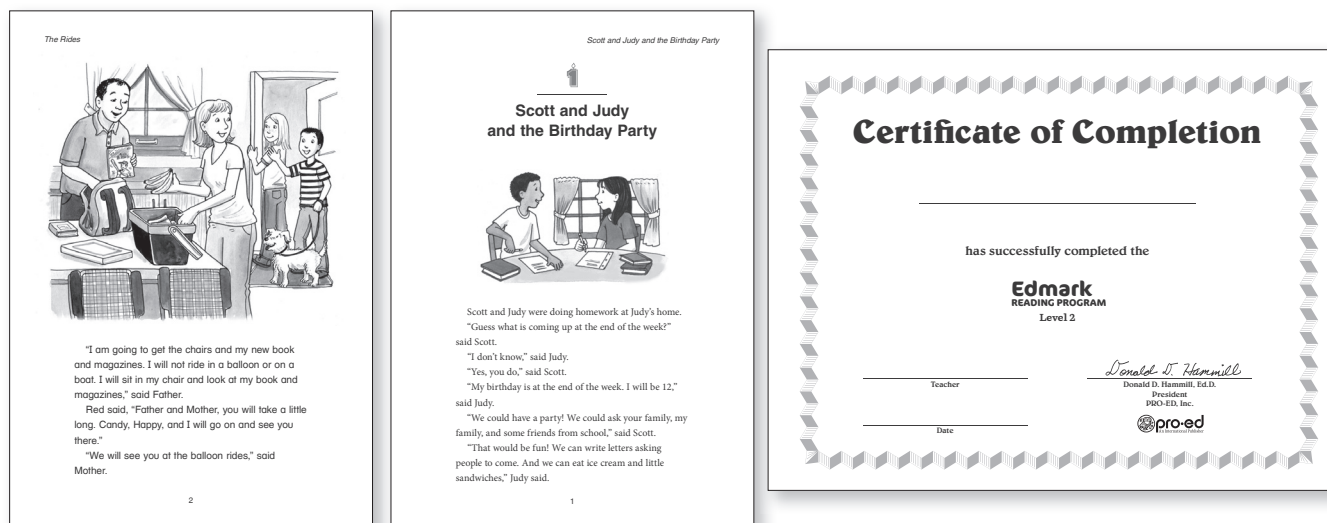 The Rides
“I am going to get the chairs and my new book
and magazines. I will not ride in a balloon or on a
boat. I will sit in my chair and look at my book and
magazines,” said Father.
Red said, “Father and Mother, you will take a little
long. Candy, Happy, and I will go on and see you
there.”
“We will see you at the balloon rides,” said
Mother.
2
Scott and Judy and the Birthday Party
1
Scott and Judy
and the Birthday Party
Scott and Judy were doing homework at Judy’s home.
“Guess what is coming up at the end of the week?”
said Scott.
“I don’t know,” said Judy.
“Yes, you do,” said Scott.
“My birthday is at the end of the week. I will be 12,”
said Judy.
“We could have a party! We could ask your family, my
family, and some friends from school,” said Scott.
“That would be fun! We can write letters asking
people to come. And we can eat ice cream and little
sandwiches,” Judy said.
1
Certificate of Completion
has successfully completed the
Edmark
READING PROGRAM
Level 2
Teacher
Date
Donald D. Hammill
Donald D. Hammill, Ed.D.
President
PRO-ED, Inc.
pro·ed
An International Publisher